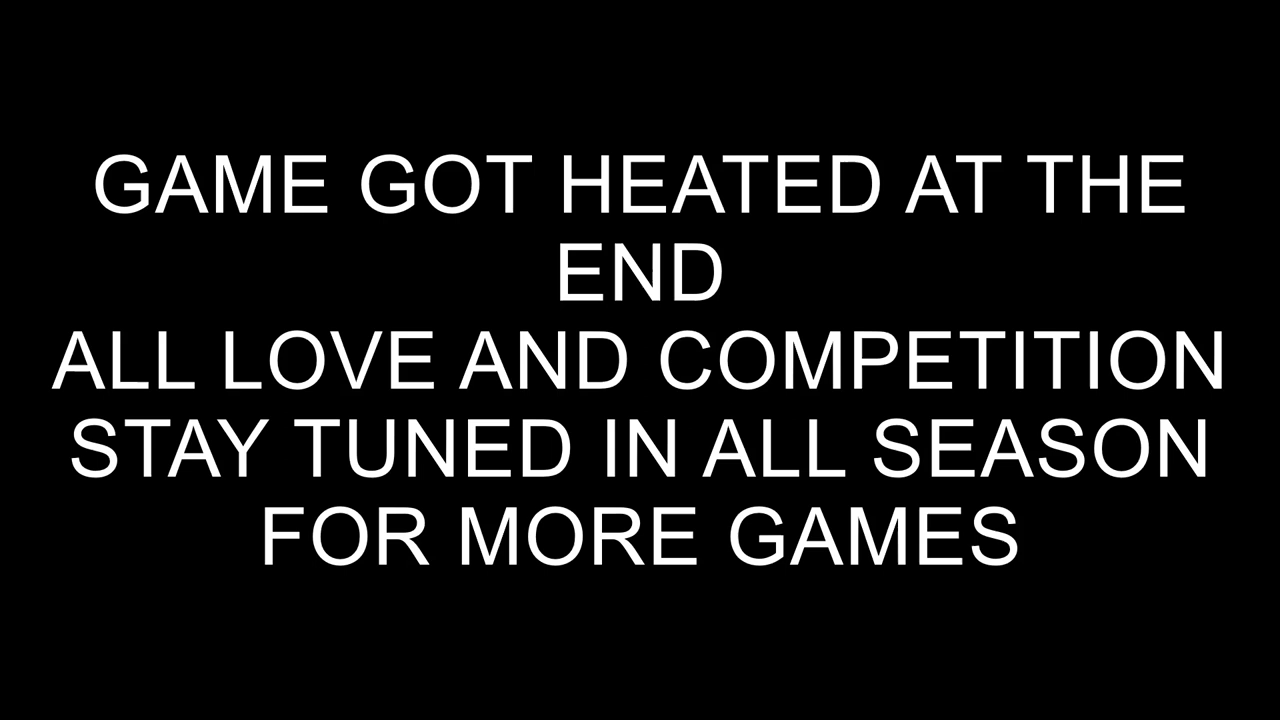 GAME GOT HEATED AT THE
END
ALL LOVE AND COMPETITION
STAY TUNED IN ALL SEASON
FOR MORE GAMES